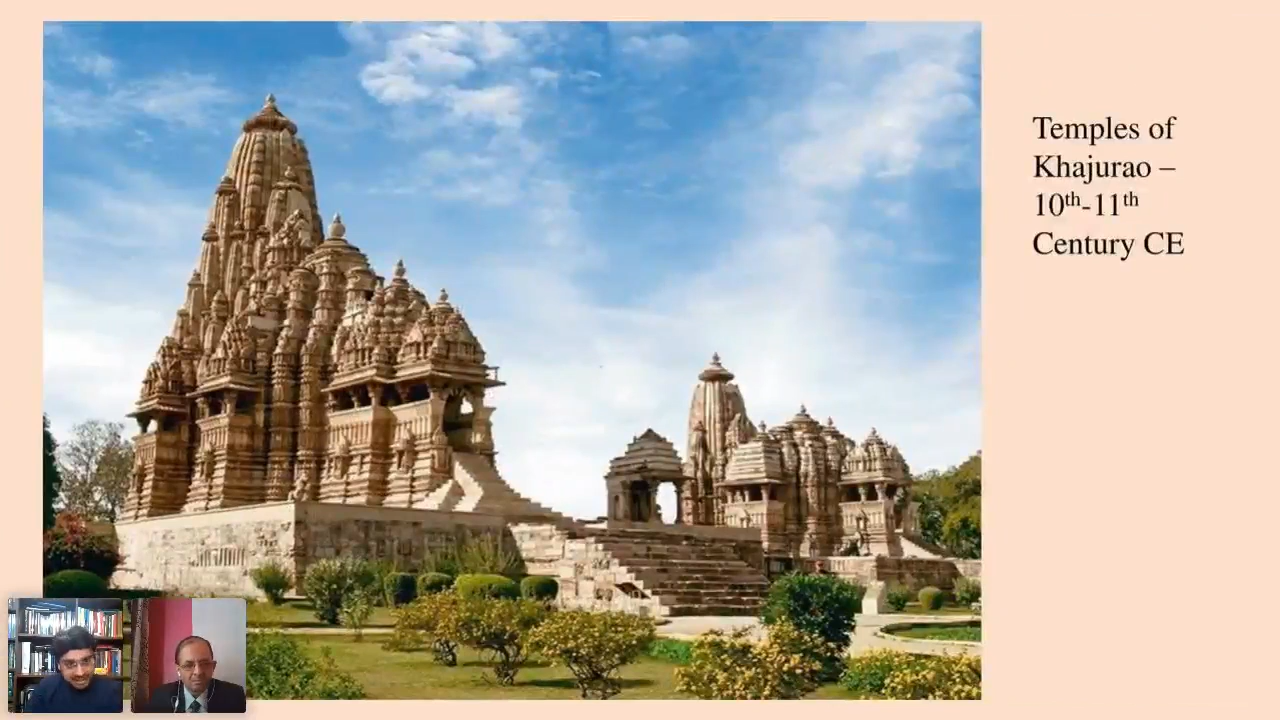 Temples of
Khajurao –
10th-11th
Century CE